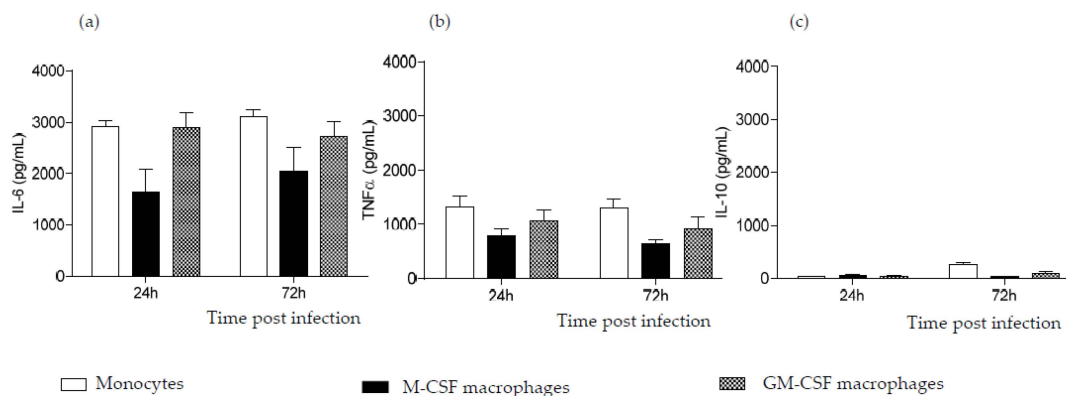 (a)
(b)
(c)
4000
3000
2000
1000
0
IL-6 (pg/mL)
24h
72h
Time post infection
4000
3000
2000
1000
0
TNFα (pg/mL)
24h
72h
Time post infection
4000
3000
2000
1000
0
IL-10 (pg/mL)
24h
72h
Time post infection
Monocytes
M-CSF macrophages
GM-CSF macrophages